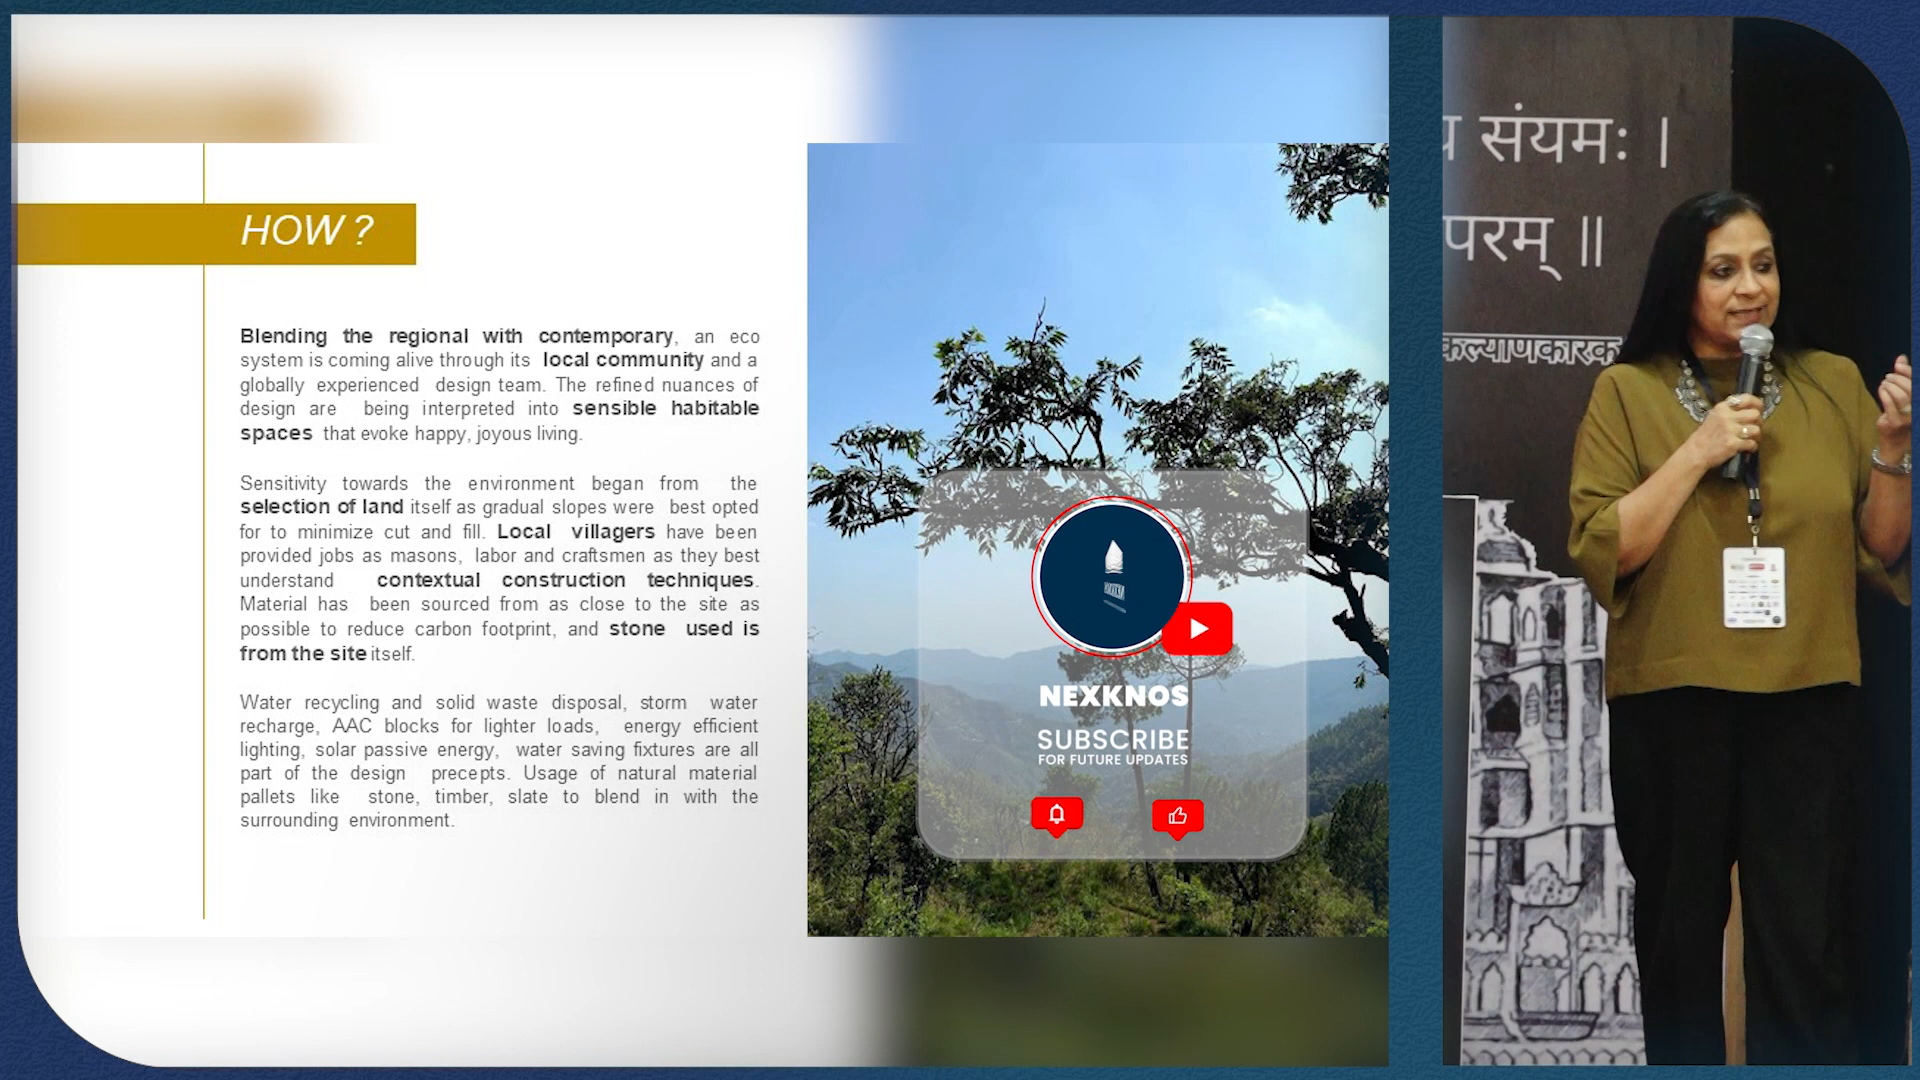 HOW ?
Blending the regional with contemporary, an eco
system is coming alive through its local community and a
globally experienced design team. The refined nuances of
design are being interpreted into sensible habitable
spaces that evoke happy, joyous living.
Sensitivity towards the environment began from the
selection of land itself as gradual slopes were best opted
for to minimize cut and fill. Local villagers have been
provided jobs as masons, labor and craftsmen as they best
understand contextual construction techniques.
Material has been sourced from as close to the site as
possible to reduce carbon footprint, and stone used is
from the site itself.
Water recycling and solid waste disposal, storm water
recharge, AAC blocks for lighter loads, energy efficient
lighting, solar passive energy, water saving fixtures are all
part of the design precepts. Usage of natural material
pallets like stone, timber, slate to blend in with the
surrounding environment.
NEXKNOS
SUBSCRIBE
FOR FUTURE UPDATES
संयमः ।
परम् ॥
कल्याणकारक